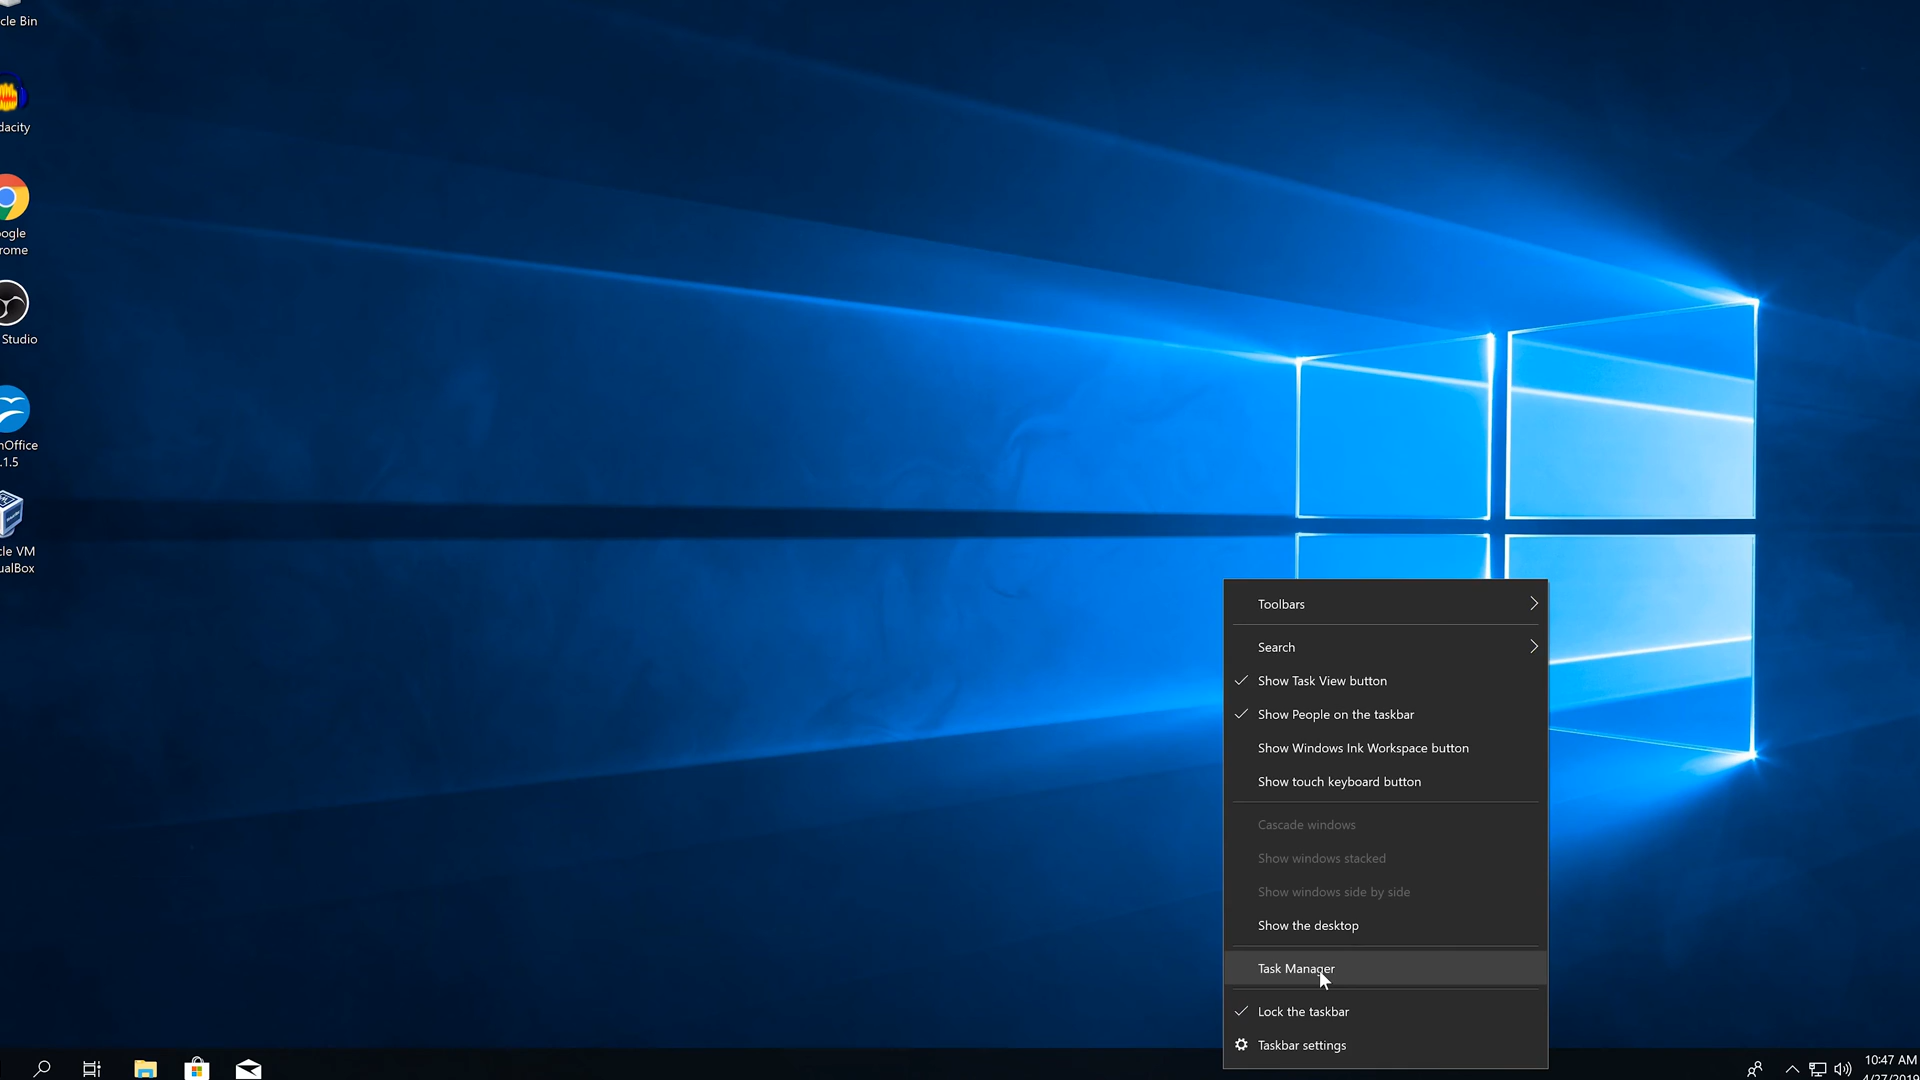 cle Bin
dacity
ogle
rome
Studio
nOffice
.1.5
cle VM
ualBox
Toolbars
Search
Show Task View button
Show People on the taskbar
Show Windows Ink Workspace button
Show touch keyboard button
Cascade windows
Show windows stacked
Show windows side by side
Show the desktop
Task Manager
Lock the taskbar
Taskbar settings
10:47 AM
4/27/2019